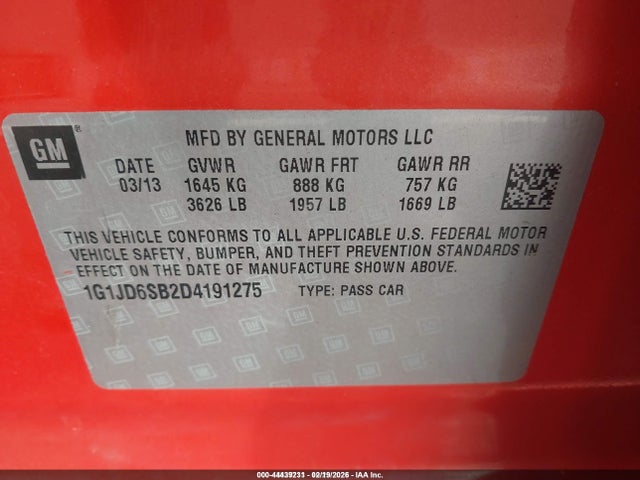 GM®
MFD BY GENERAL MOTORS LLC
DATE GVWR GAWR FRT GAWR RR
03/13 1645 KG 888 KG 757 KG
3626 LB 1957 LB 1669 LB
THIS VEHICLE CONFORMS TO ALL APPLICABLE U.S. FEDERAL MOTOR
VEHICLE SAFETY, BUMPER, AND THEFT PREVENTION STANDARDS IN
EFFECT ON THE DATE OF MANUFACTURE SHOWN ABOVE.
1G1JD6SB2D4191275 TYPE: PASS CAR
000-44439231 - 02/19/2026 - IAA Inc.